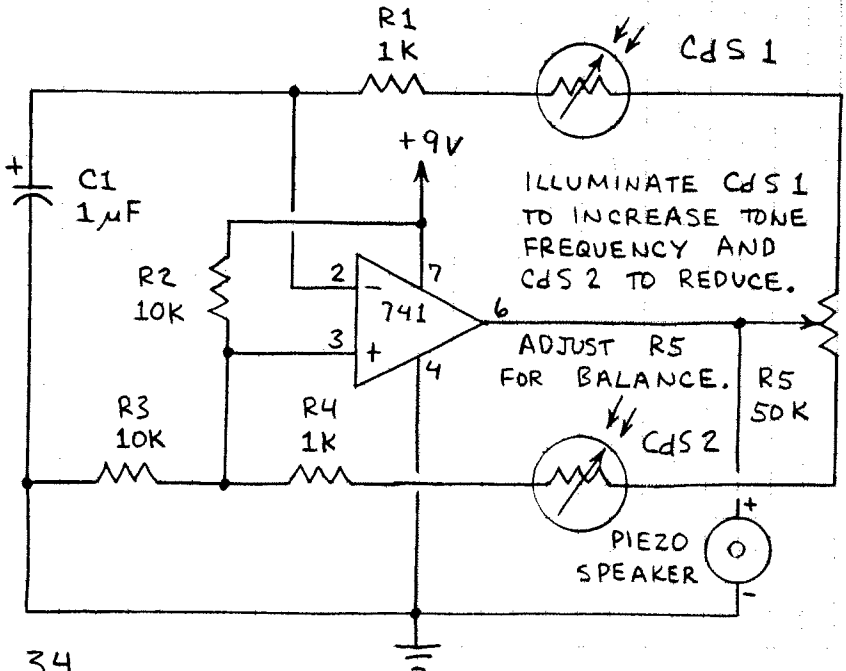 R1
1K
CdS 1
+9V
+
C1
1µF
ILLUMINATE CdS 1
TO INCREASE TONE
FREQUENCY AND
CdS 2 TO REDUCE.
R2
10K
2
-
7
741
6
3
+
4
ADJUST R5
FOR BALANCE.
R5
50K
R3
10K
R4
1K
CdS2
+
PIEZO
SPEAKER
-
34